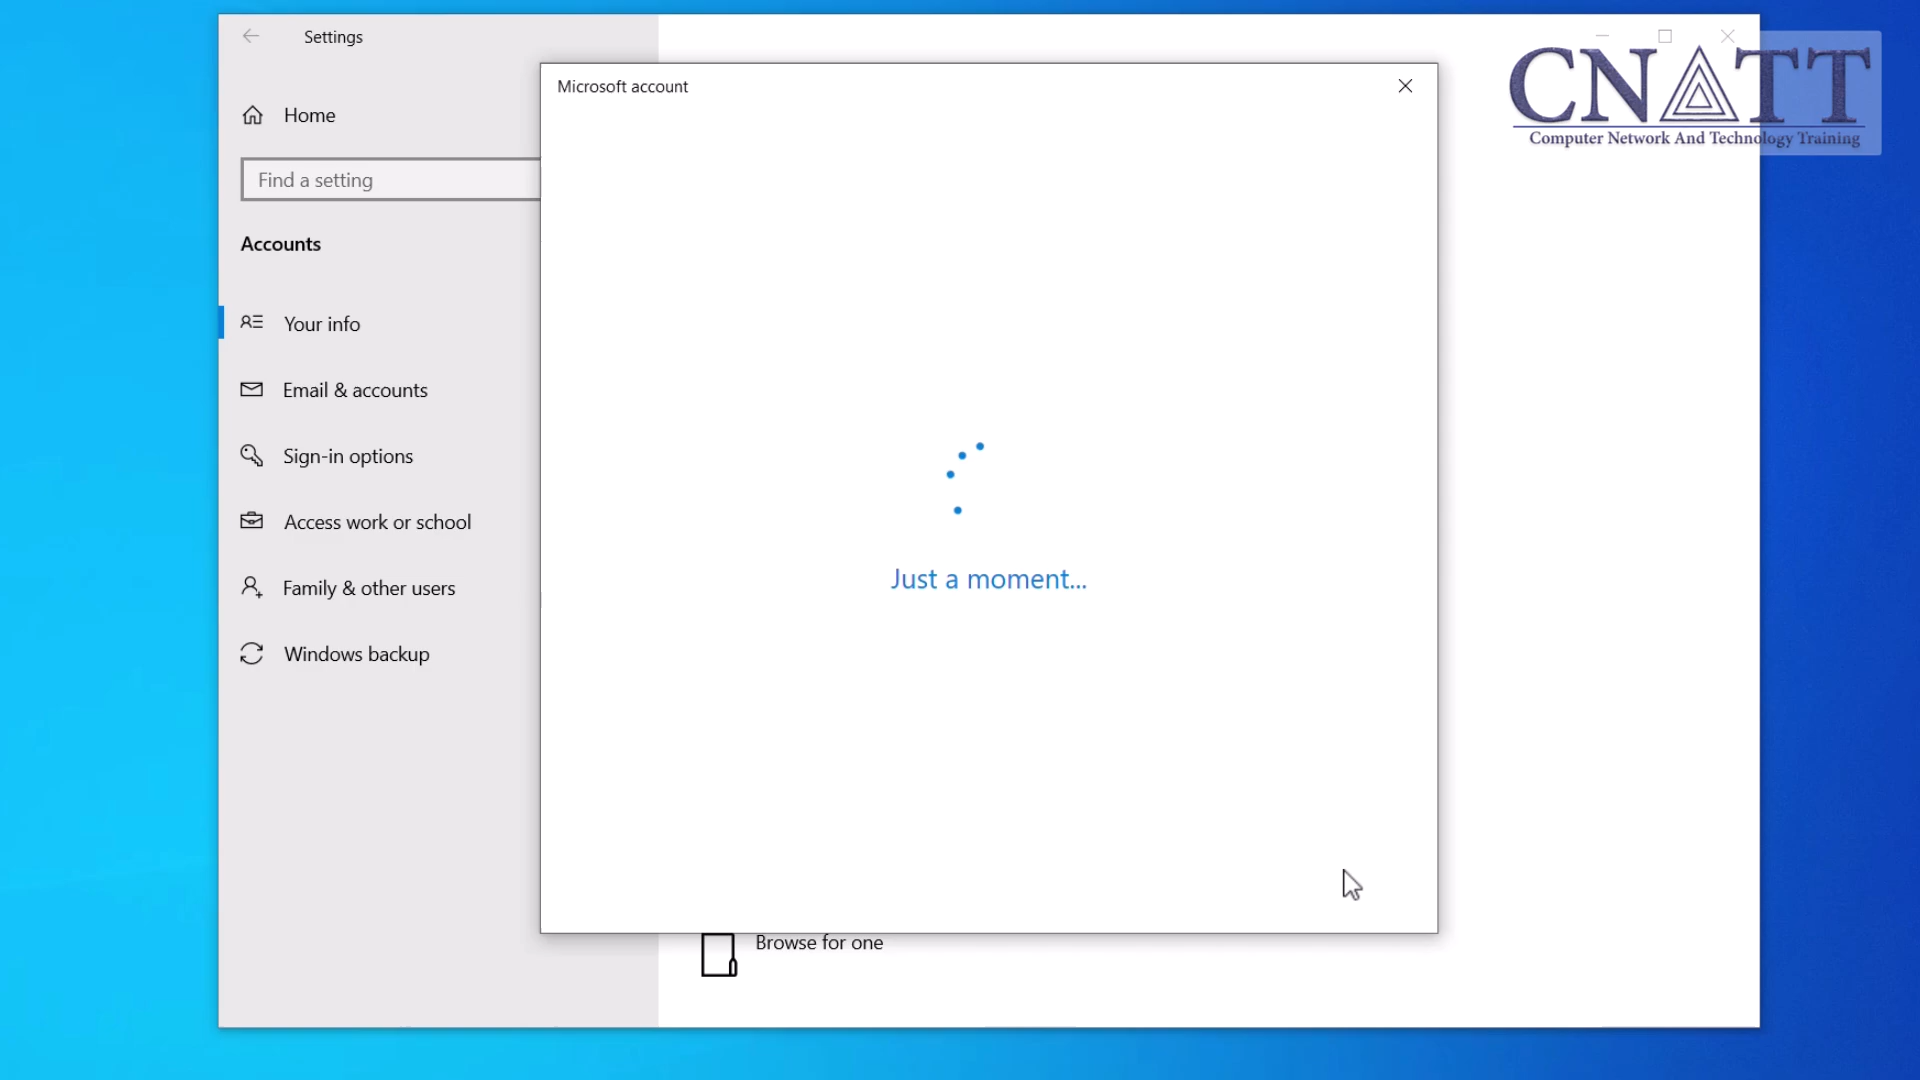 Settings
Microsoft account
CNATT
Computer Network And Technology Training
Home
Find a setting
Accounts
Your info
Email & accounts
Sign-in options
Access work or school
Family & other users
Windows backup
Just a moment...
Browse for one